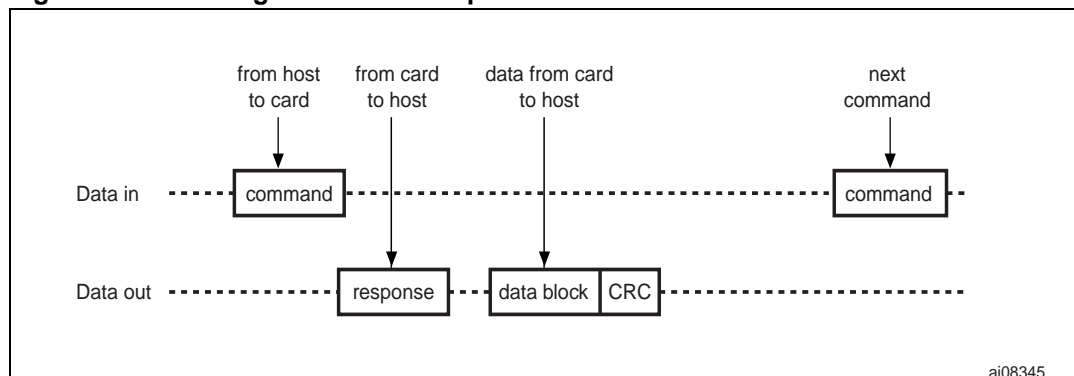 from host
to card
from card
to host
data from card
to host
next
command
Data in
command
command
Data out
response
data block
CRC
ai08345